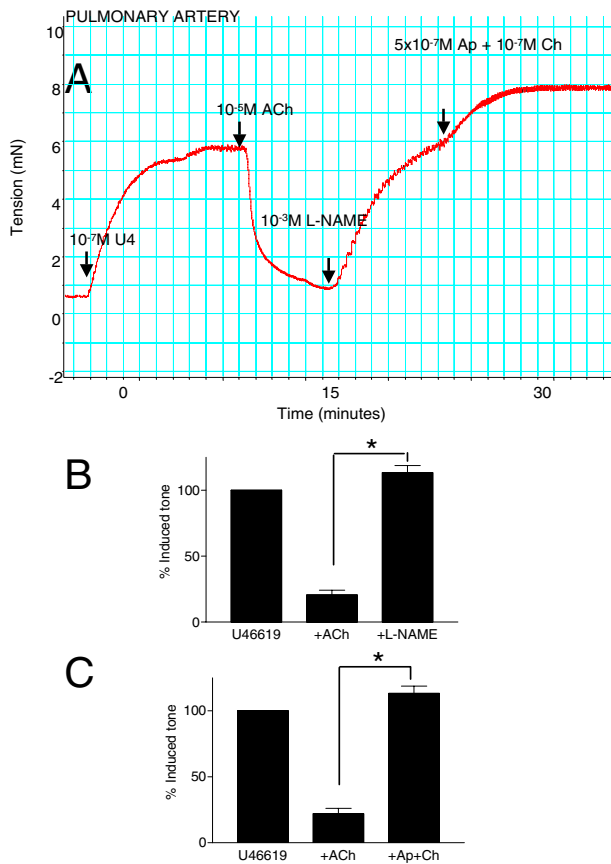 PULMONARY ARTERY
A
10
8
6
4
2
0
-2
Tension (mN)
10-7M U4
10-5M ACh
10-3M L-NAME
5x10-7M Ap + 10-7M Ch
0
15
30
Time (minutes)
B
*
100
50
0
% Induced tone
U46619
+ACh
+L-NAME
C
*
100
50
0
% Induced tone
U46619
+ACh
+Ap+Ch